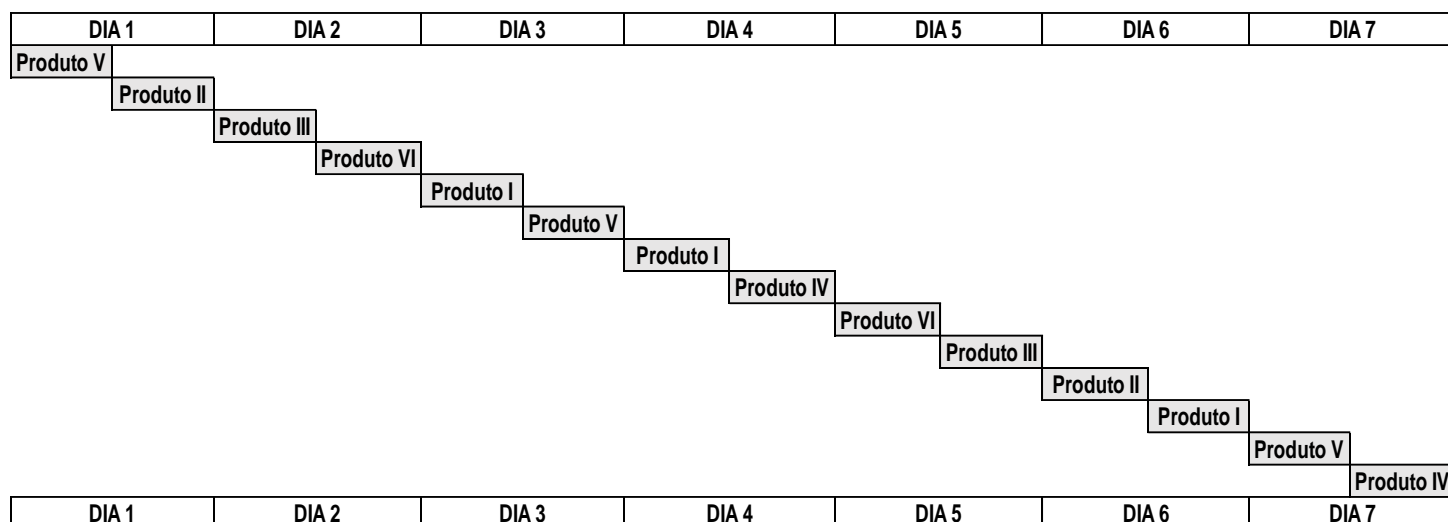 DIA 1 DIA 2 DIA 3 DIA 4 DIA 5 DIA 6 DIA 7
Produto V
Produto II
Produto III
Produto VI
Produto I
Produto V
Produto I
Produto IV
Produto VI
Produto III
Produto II
Produto I
Produto V
Produto IV
DIA 1 DIA 2 DIA 3 DIA 4 DIA 5 DIA 6 DIA 7